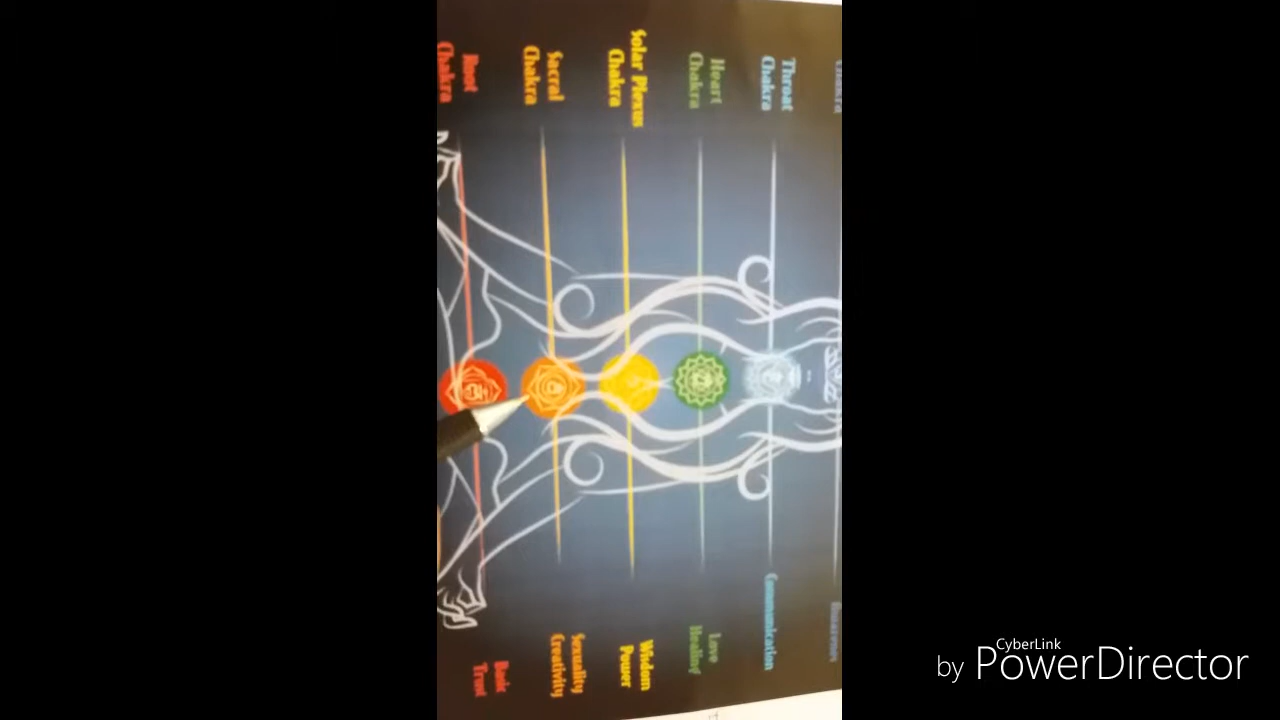 Throat
Chakra
Communication
Heart
Chakra
Love
Healing
Solar Plexus
Chakra
Wisdom
Power
Sacral
Chakra
Sexuality
Creativity
Root
Chakra
Basic
Trust
CyberLink
by PowerDirector